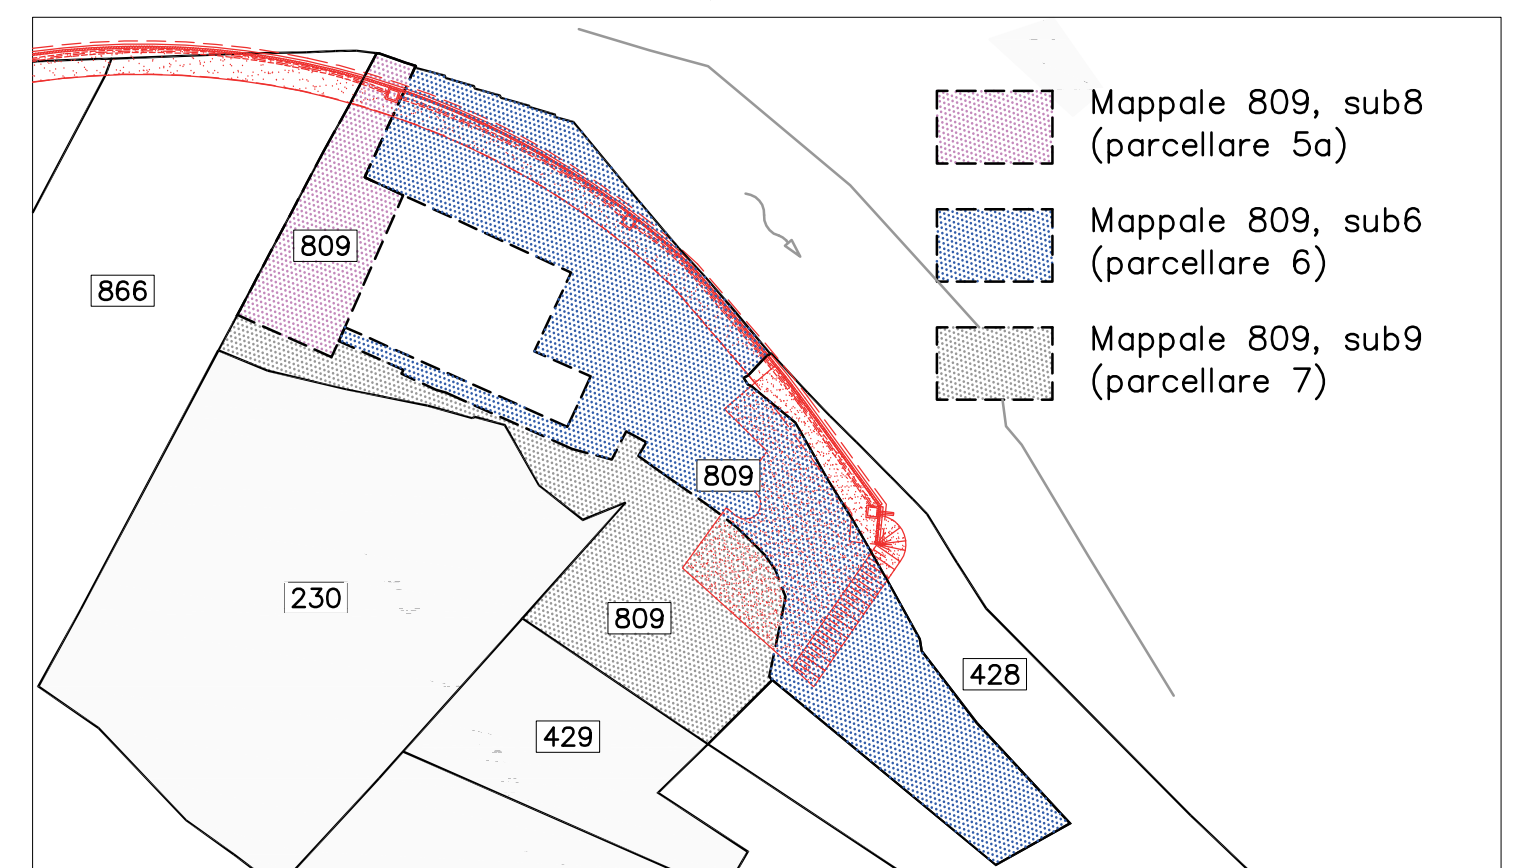 Mappale 809, sub8
(parcellare 5a)
Mappale 809, sub6
(parcellare 6)
Mappale 809, sub9
(parcellare 7)
809
866
809
230
809
428
429